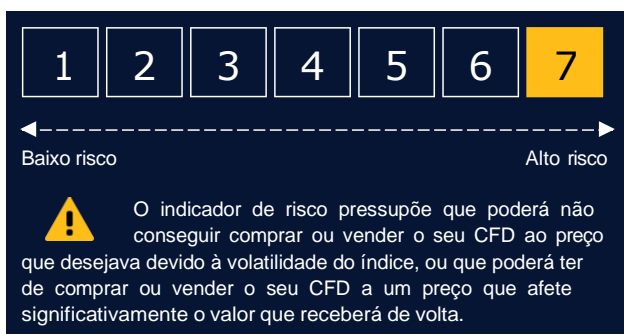 1 2 3 4 5 6 7
Baixo risco Alto risco
O indicador de risco pressupõe que poderá não
conseguir comprar ou vender o seu CFD ao preço
que desejava devido à volatilidade do índice, ou que poderá ter
de comprar ou vender o seu CFD a um preço que afete
significativamente o valor que receberá de volta.